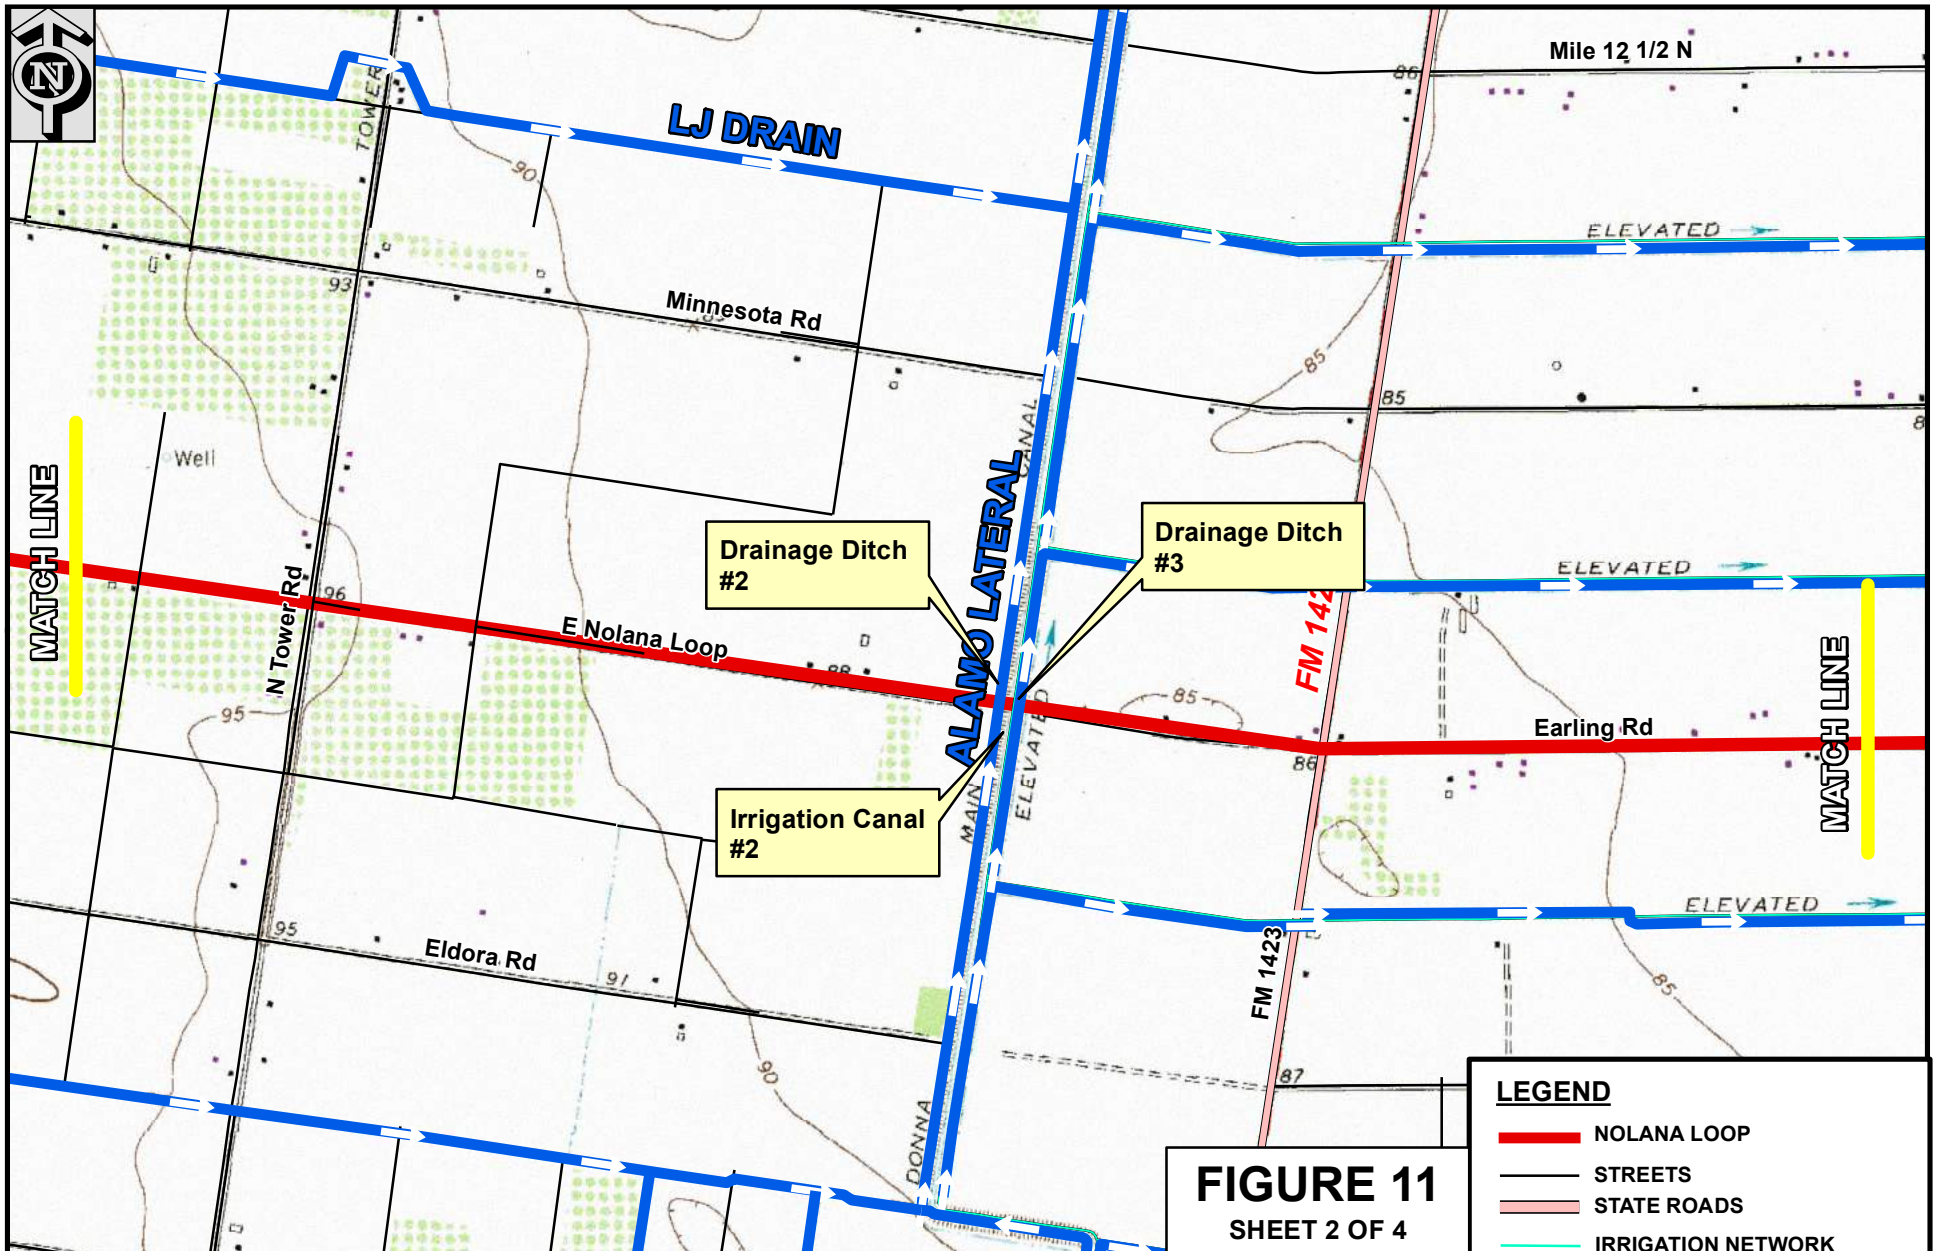 N
Mile 12 1/2 N
86
TOWER
LJ DRAIN
90
ELEVATED
93
Minnesota Rd
85
85
CANAL
Well
MATCH LINE
ALAMO LATERAL
Drainage Ditch
#2
Drainage Ditch
#3
ELEVATED
96
N Tower Rd
E Nolana Loop
88
FM 142
85
ELEVATED
Earling Rd
MATCH LINE
95
86
MAIN
Irrigation Canal
#2
ELEVATED
95
Eldora Rd
91
FM 1423
85
90
87
DONNA
LEGEND
NOLANA LOOP
STREETS
STATE ROADS
IRRIGATION NETWORK
FIGURE 11
SHEET 2 OF 4